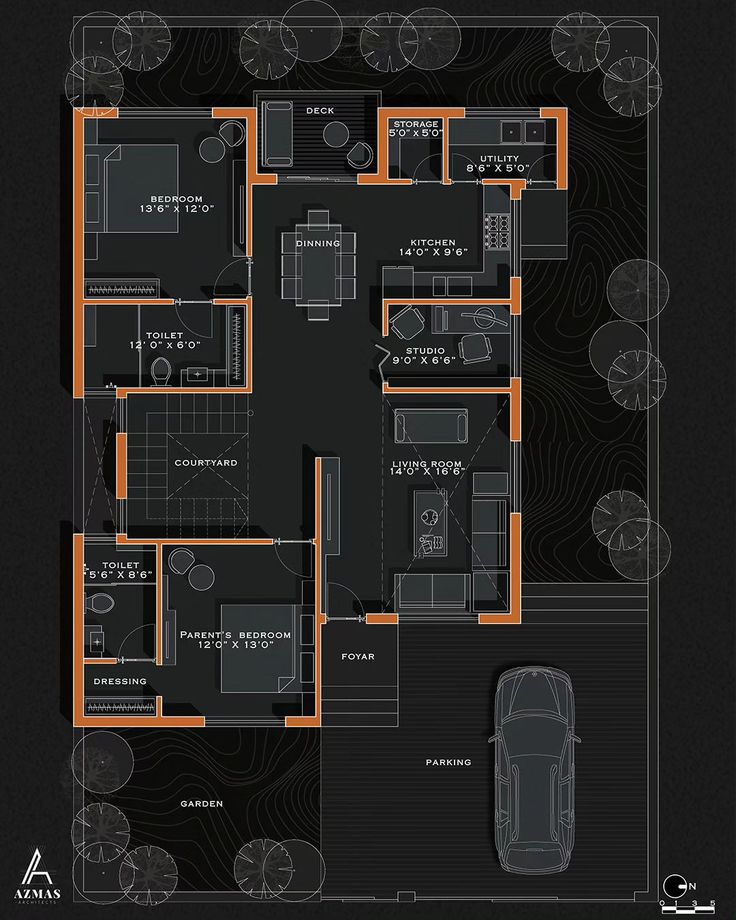 DECK
STORAGE
5'0" X 5'0"
UTILITY
8'6" X 5'0"
BEDROOM
13'6" X 12'0"
DINNING
KITCHEN
14'0" X 9'6"
TOILET
12' 0" X 6'0"
STUDIO
9'0" X 6'6"
COURTYARD
LIVING ROOM
14'0" X 16'6"
TOILET
5'6" X 8'6"
PARENT'S BEDROOM
12'0" X 13'0"
FOYAR
DRESSING
PARKING
GARDEN
AZMAS
ARCHITECTS
N
0 1 3 5